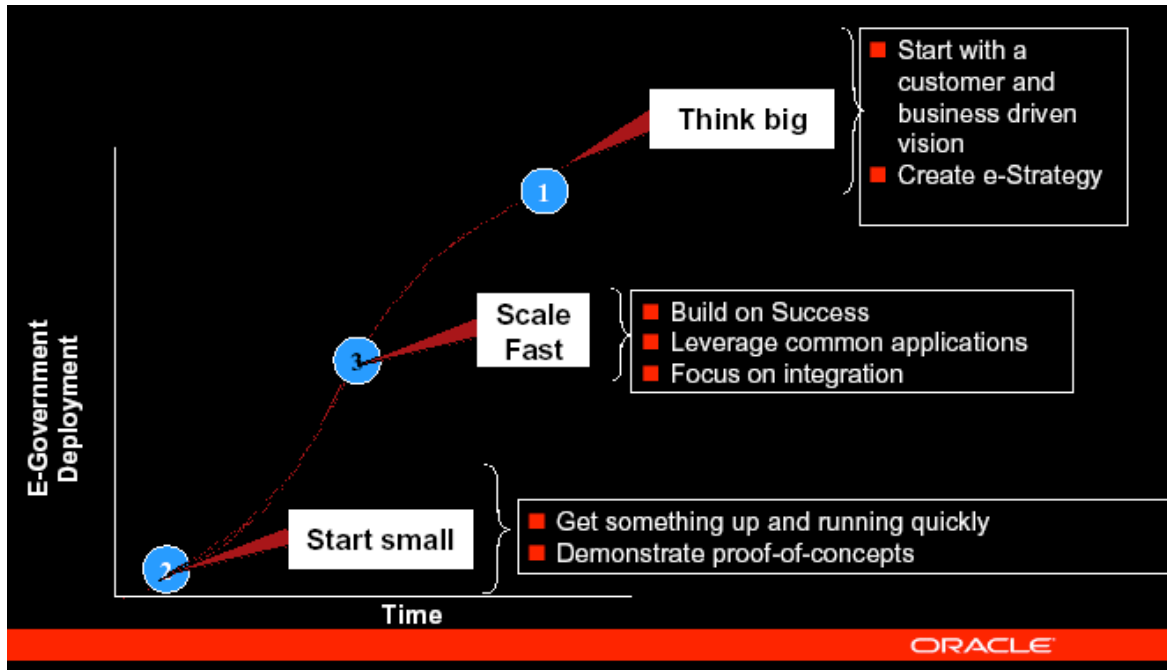 Start with a
customer and
business driven
vision
Create e-Strategy
Think big
1
Scale
Fast
Build on Success
Leverage common applications
Focus on integration
3
E-Government
Deployment
Start small
Get something up and running quickly
Demonstrate proof-of-concepts
2
Time
ORACLE